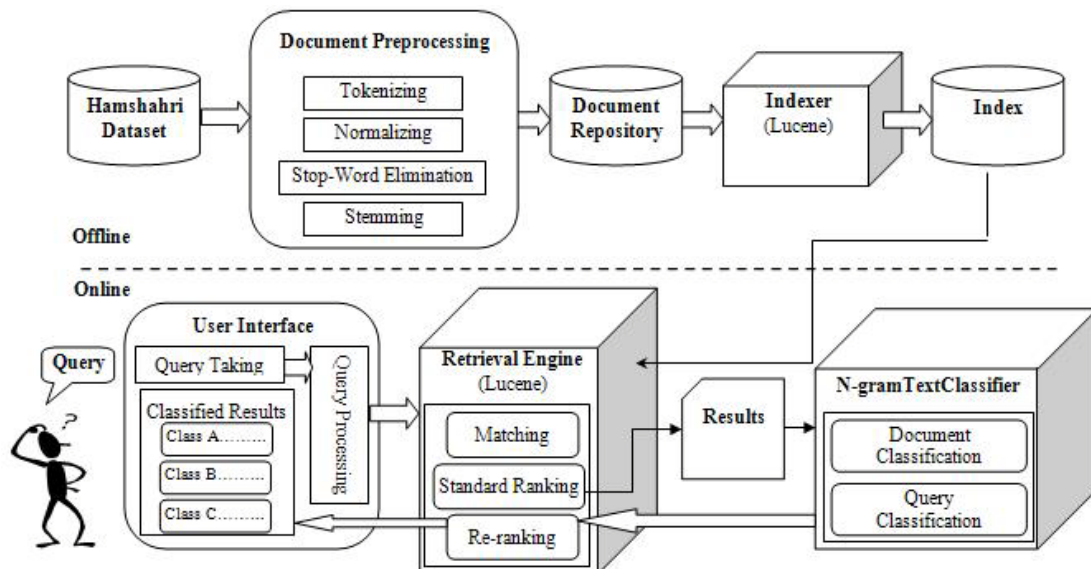 Document Preprocessing
Hamshahri
Dataset
Tokenizing
Normalizing
Stop-Word Elimination
Stemming
Document
Repository
Indexer
(Lucene)
Index
Offline
Online
Query
?
User Interface
Query Taking
Query Processing
Classified Results
Class A.........
Class B.........
Class C.........
Retrieval Engine
(Lucene)
Matching
Standard Ranking
Re-ranking
Results
N-gramTextClassifier
Document
Classification
Query
Classification